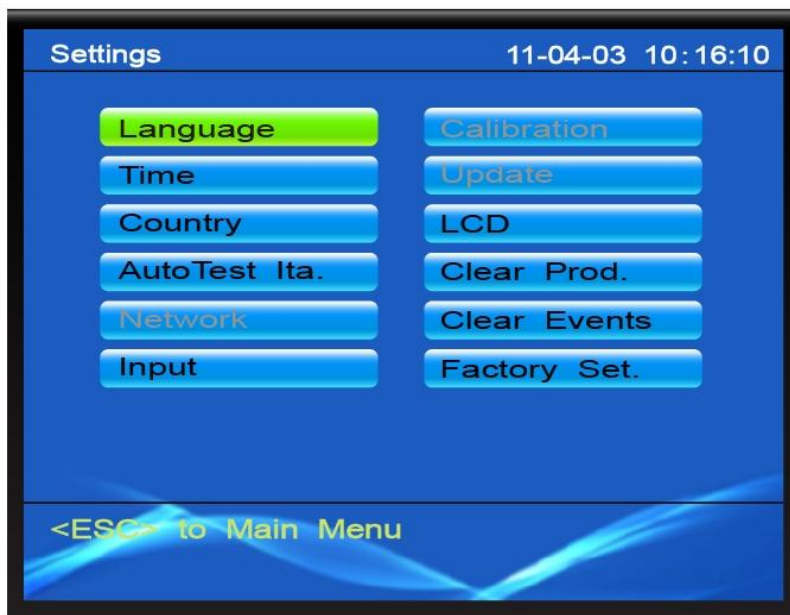 Settings 11-04-03 10:16:10
Language
Time
Country
AutoTest Ita.
Network
Input
Calibration
Update
LCD
Clear Prod.
Clear Events
Factory Set.
<ESC> to Main Menu